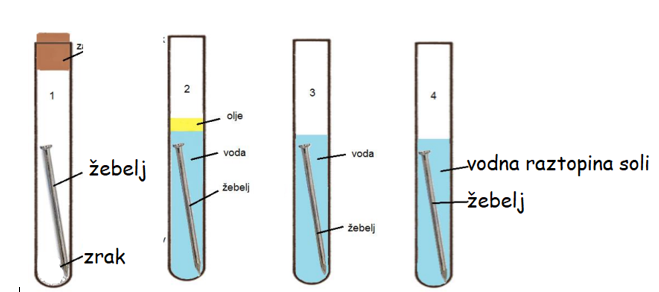 1
žebelj
zrak
2
olje
voda
žebelj
3
voda
žebelj
4
vodna raztopina soli
žebelj